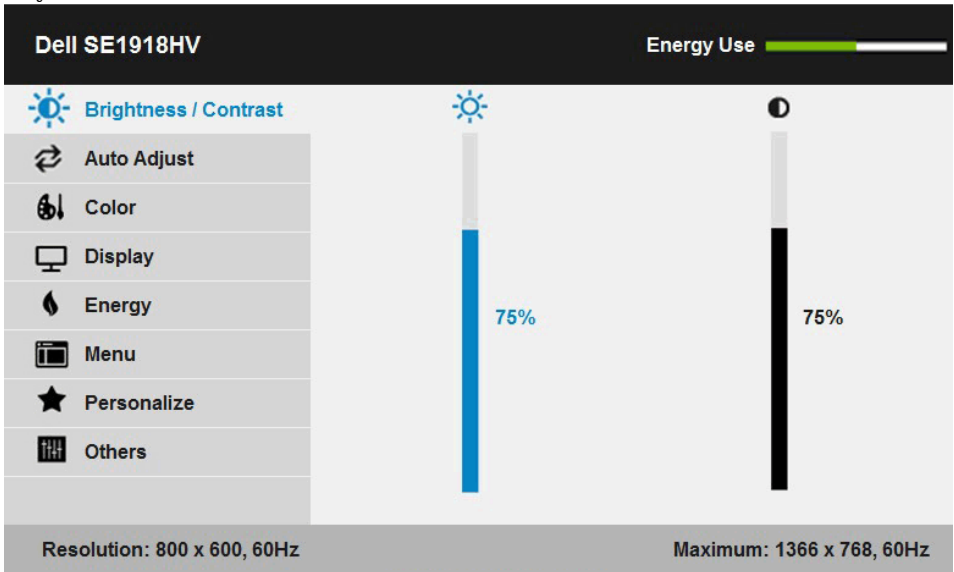 Dell SE1918HV
Energy Use
Brightness / Contrast
Auto Adjust
Color
Display
Energy
75%
75%
Menu
Personalize
Others
Resolution: 800 x 600, 60Hz
Maximum: 1366 x 768, 60Hz